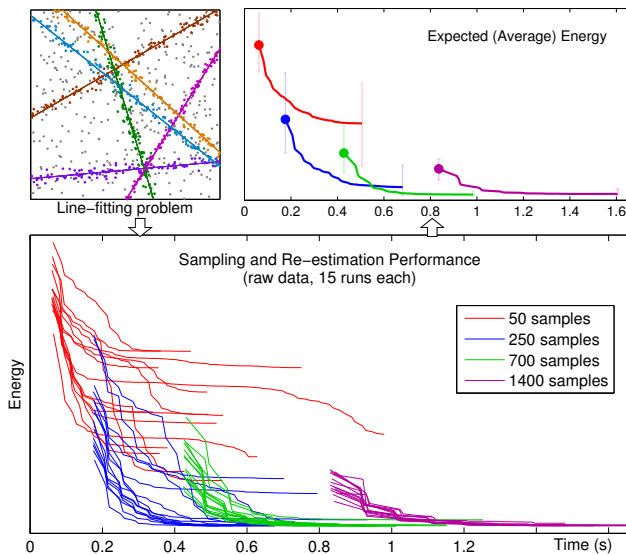 Expected (Average) Energy
0 0.2 0.4 0.6 0.8 1 1.2 1.4 1.6
Line−fitting problem
Sampling and Re−estimation Performance
(raw data, 15 runs each)
50 samples
250 samples
700 samples
1400 samples
Energy
0 0.2 0.4 0.6 0.8 1 1.2 Time (s)